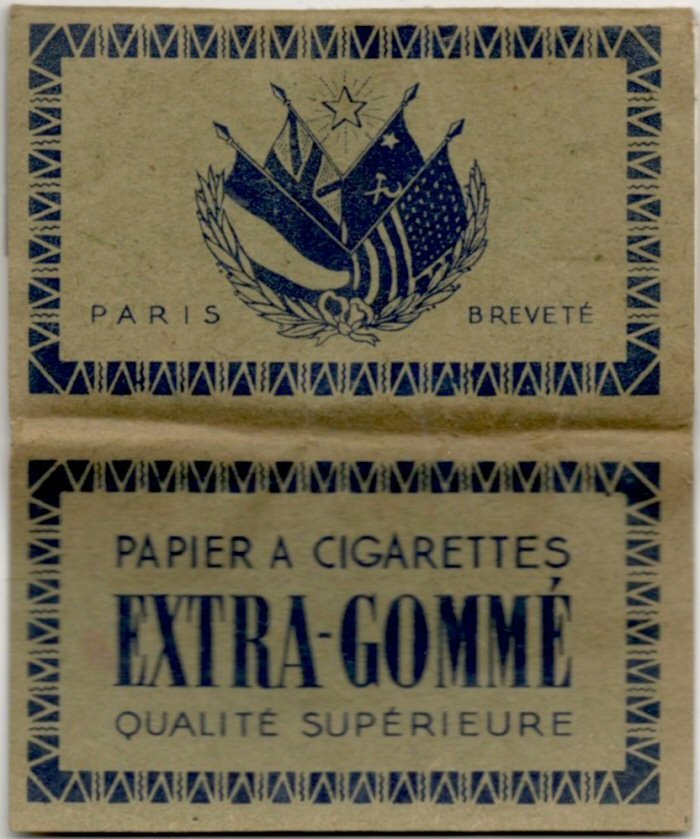 PARIS BREVETÉ
PAPIER A CIGARETTES
EXTRA-GOMMÉ
QUALITÉ SUPÉRIEURE